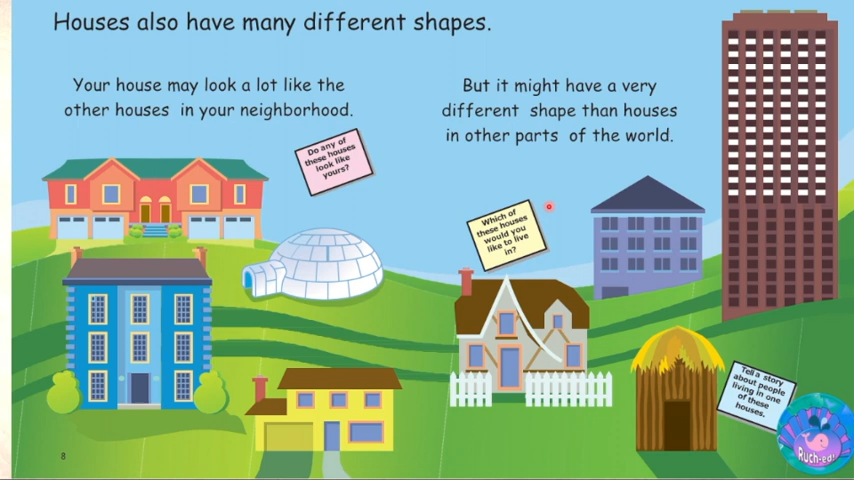 Houses also have many different shapes.
Your house may look a lot like the
other houses in your neighborhood.
But it might have a very
different shape than houses
in other parts of the world.
Do any of
these houses
look like
yours?
Which of
these houses
would you
like to live
in?
Tell a story
about people
living in one
of these
houses.
8
Ruch-ed!